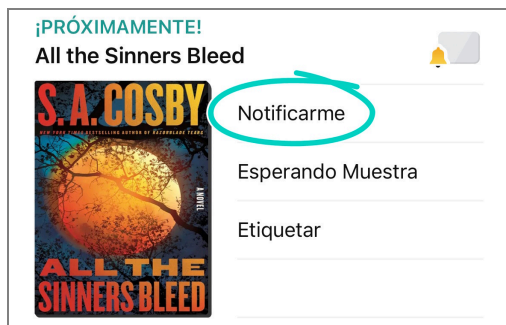 ¡PRÓXIMAMENTE!
All the Sinners Bleed
S. A. COSBY
NEW YORK TIMES BESTSELLING AUTHOR OF RAZORBLADE TEARS
A NOVEL
ALL THE
SINNERS BLEED
Notificarme
Esperando Muestra
Etiquetar